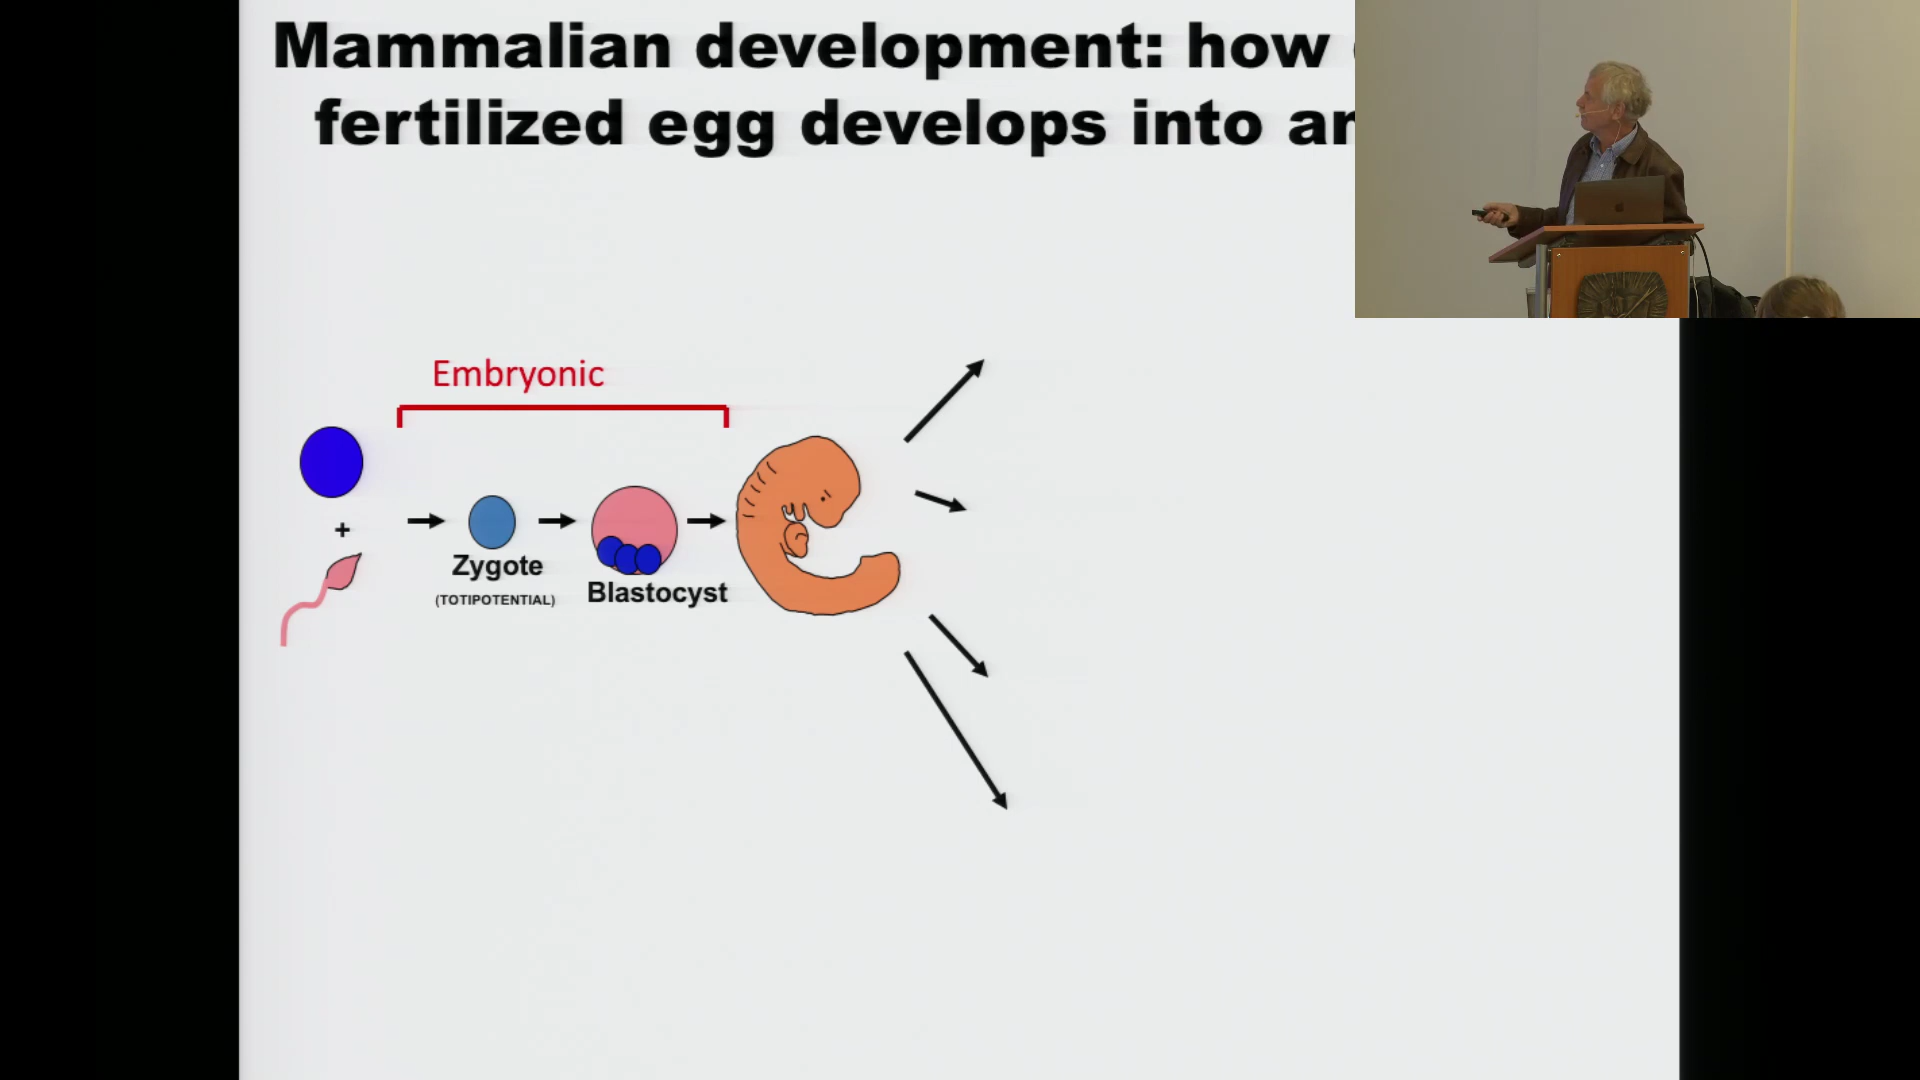 Mammalian development: how
fertilized egg develops into an
Embryonic
+
Zygote
(TOTIPOTENTIAL)
Blastocyst